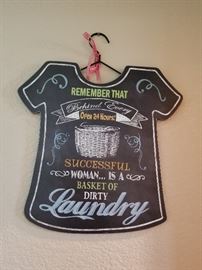 REMEMBER THAT
Behind Every
Open 24 Hours!
SUCCESSFUL
WOMAN... IS A
BASKET OF
DIRTY
Laundry